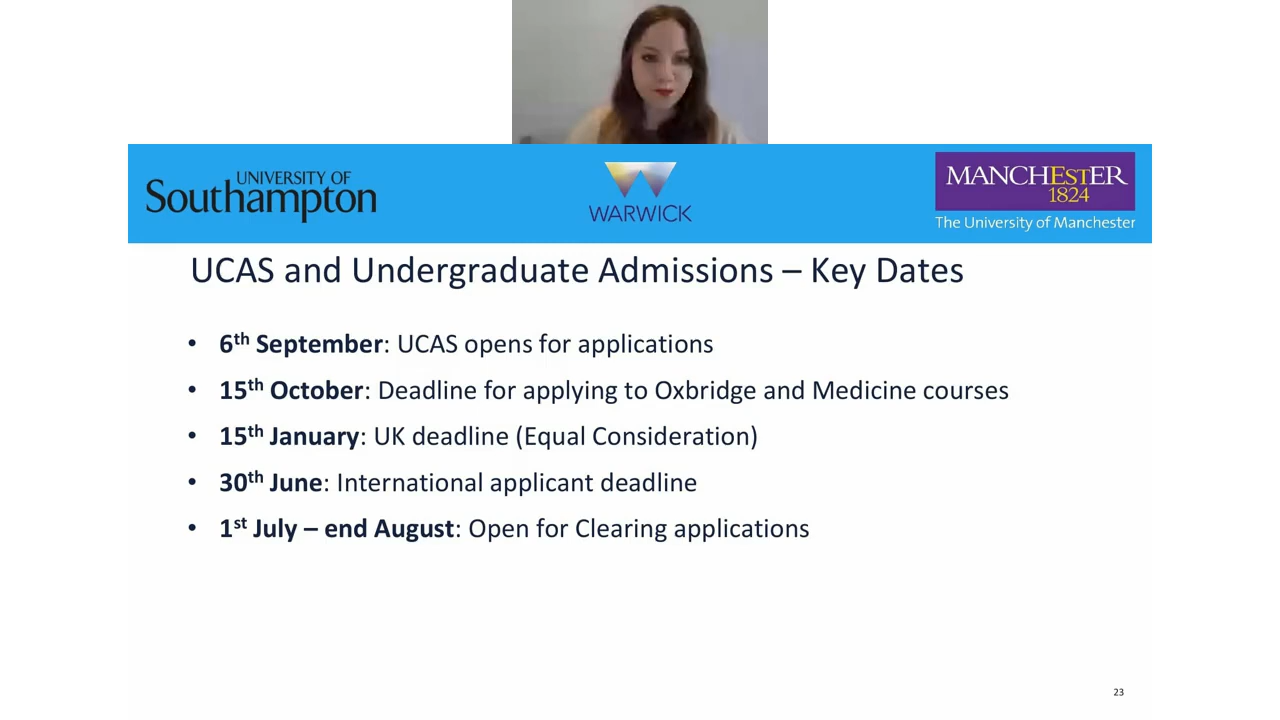 UNIVERSITY OF
Southampton
WARWICK
MANCHESTER
1824
The University of Manchester
UCAS and Undergraduate Admissions – Key Dates
• 6th September: UCAS opens for applications
• 15th October: Deadline for applying to Oxbridge and Medicine courses
• 15th January: UK deadline (Equal Consideration)
• 30th June: International applicant deadline
• 1st July – end August: Open for Clearing applications
23